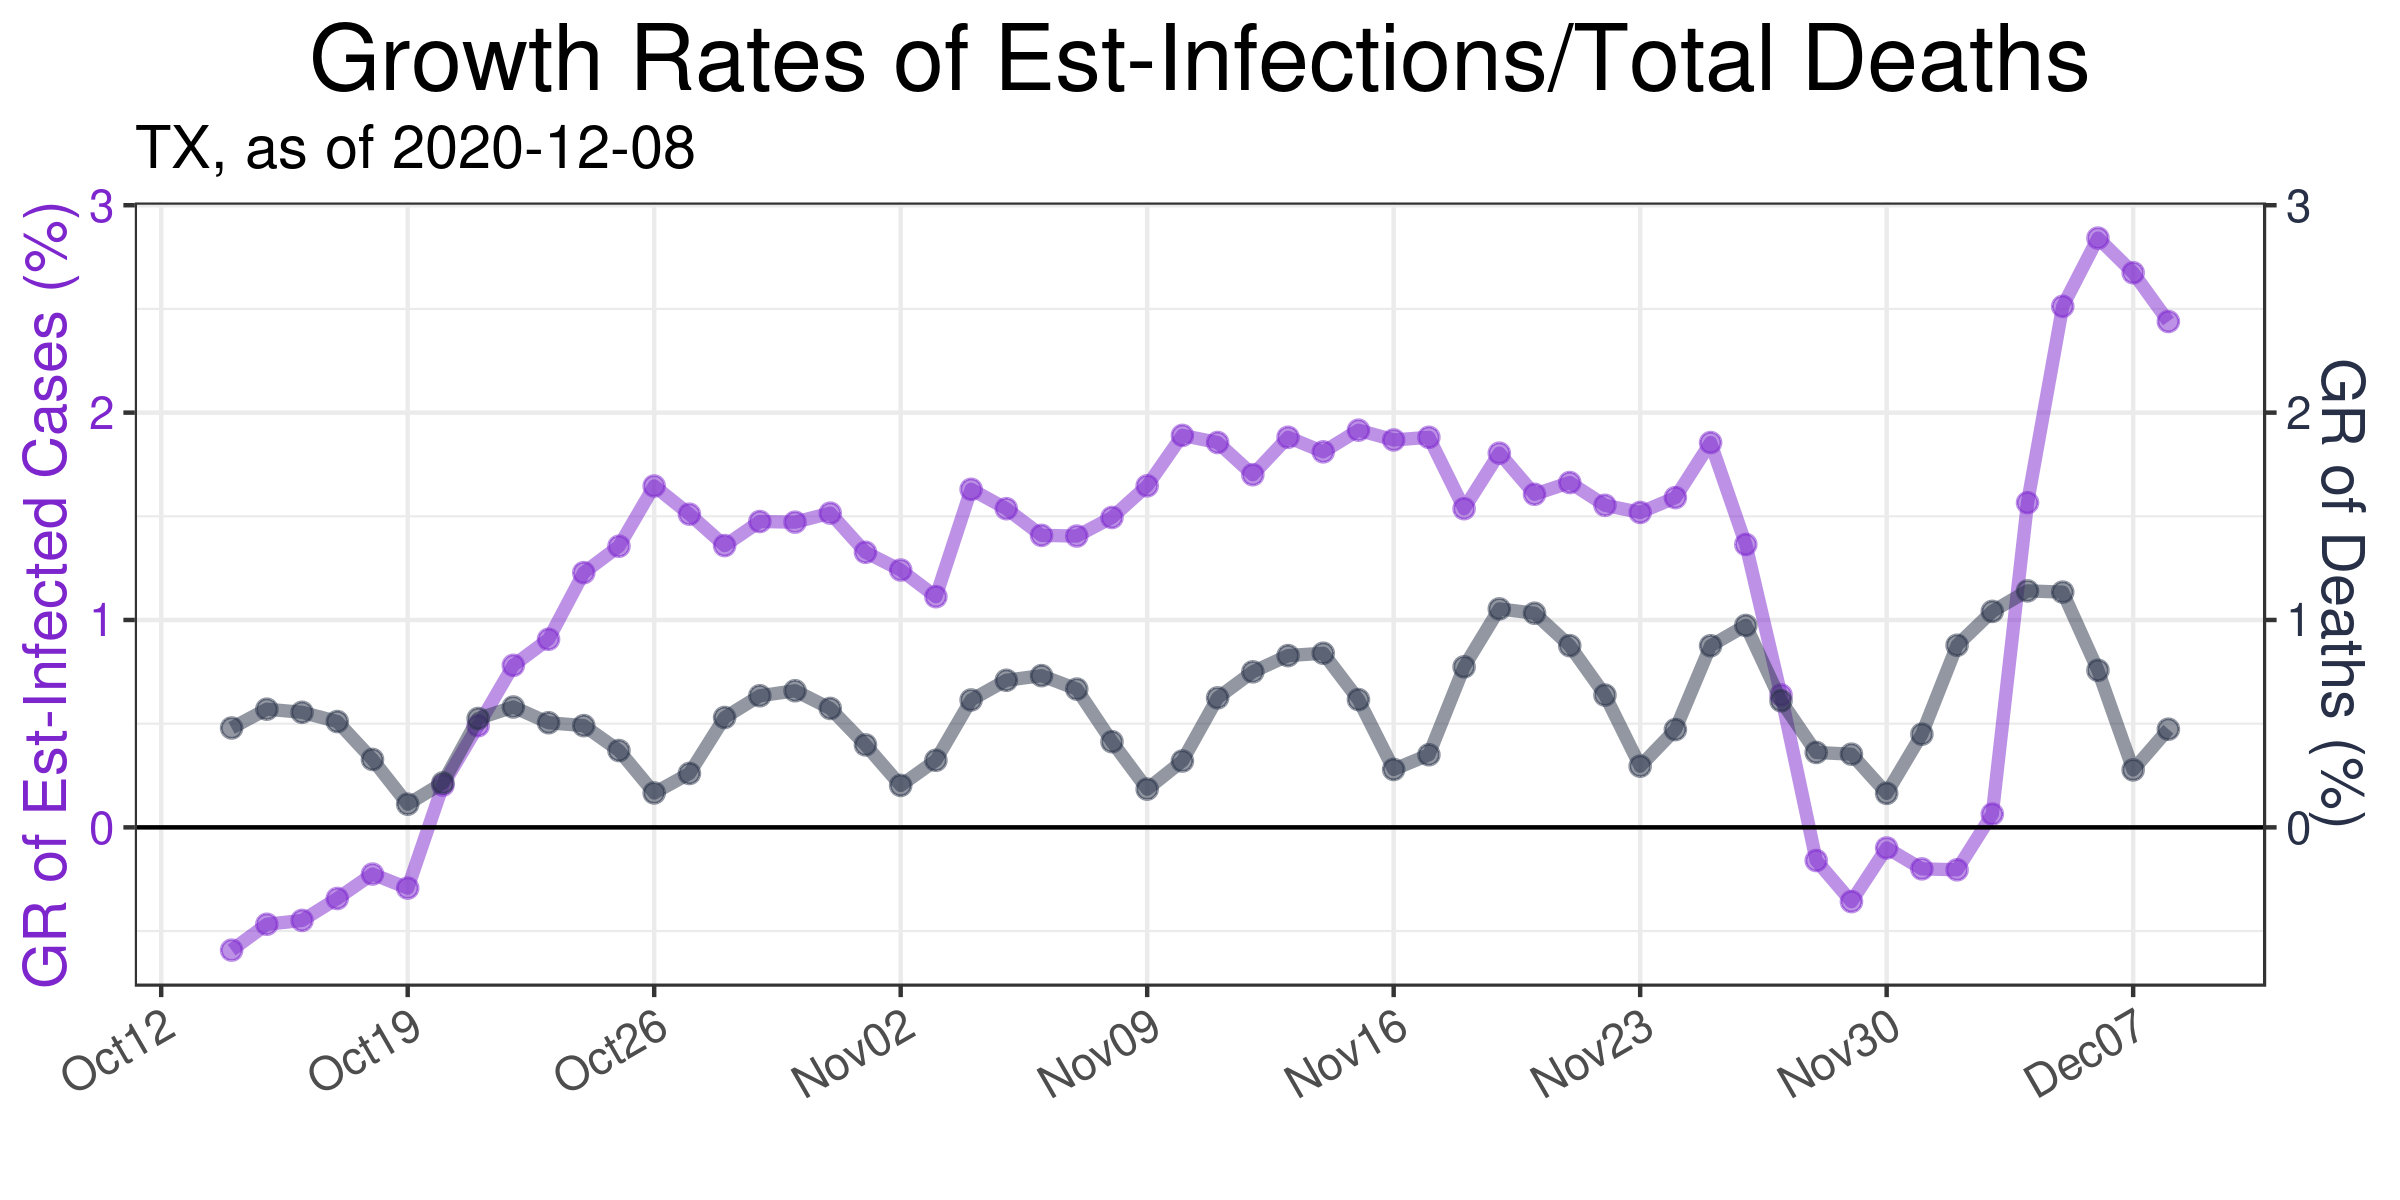 Growth Rates of Est-Infections/Total Deaths
TX, as of 2020-12-08
GR of Est-Infected Cases (%)
3
2
1
0
3
2
1
0
GR of Deaths (%)
Oct12
Oct19
Oct26
Nov02
Nov09
Nov16
Nov23
Nov30
Dec07